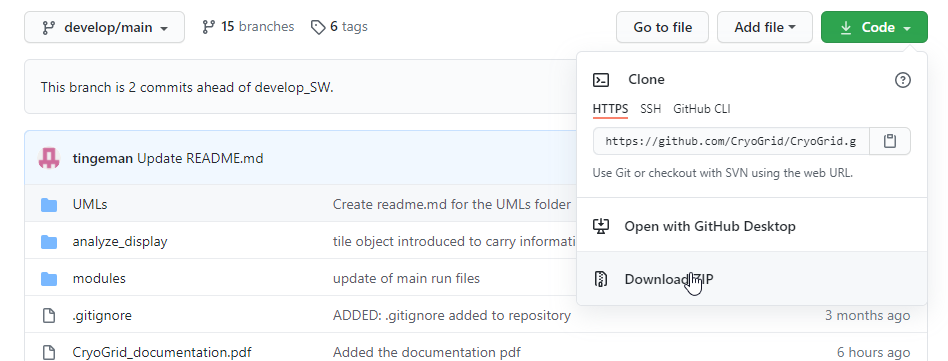 develop/main 15 branches 6 tags Go to file Add file Code
This branch is 2 commits ahead of develop_SW.
Clone
HTTPS SSH GitHub CLI
https://github.com/CryoGrid/CryoGrid.g
Use Git or checkout with SVN using the web URL.
Open with GitHub Desktop
Download ZIP
tingeman Update README.md
UMLs Create readme.md for the UMLs folder
analyze_display tile object introduced to carry informati
modules update of main run files
.gitignore ADDED: .gitignore added to repository 3 months ago
CryoGrid_documentation.pdf Added the documentation pdf 6 hours ago